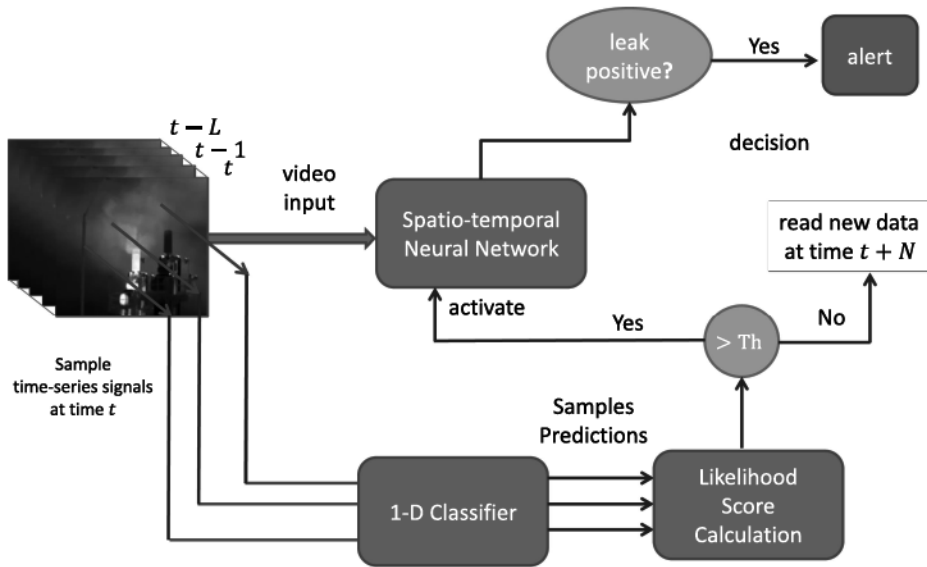 leak
positive?
Yes
alert
t − L
t − 1
t
video
input
decision
Spatio-temporal
Neural Network
read new data
at time t + N
activate
Yes
> Th
No
Sample
time-series signals
at time t
Samples
Predictions
1-D Classifier
Likelihood
Score
Calculation